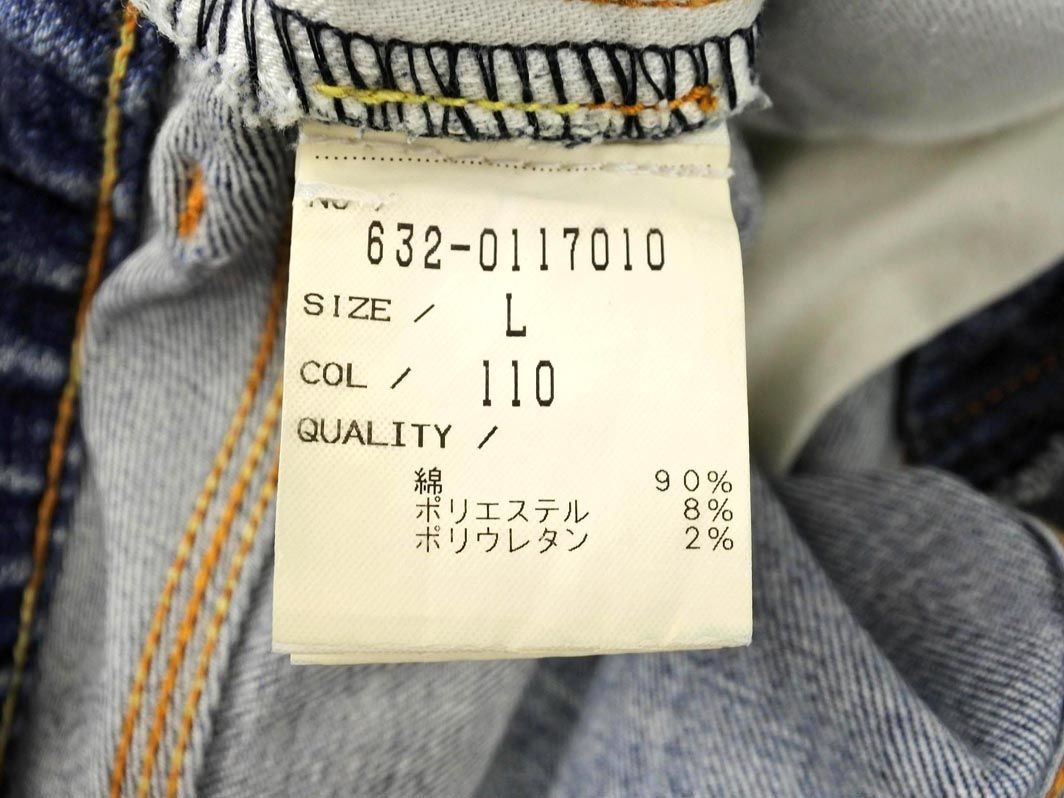 NO /
632-0117010
SIZE / L
COL / 110
QUALITY /
綿 90%
ポリエステル 8%
ポリウレタン 2%